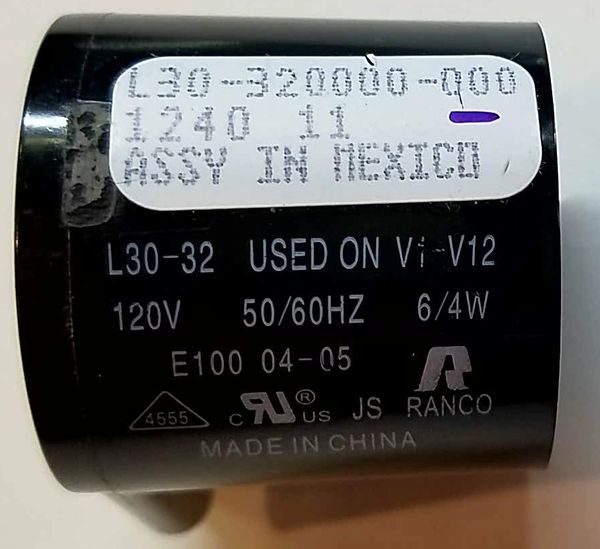 L30-320000-000
1240 11
ASSY IN MEXICO
L30-32 USED ON V1-V12
120V 50/60HZ 6/4W
E100 04-05
4555 c RU ® US JS RANCO
MADE IN CHINA